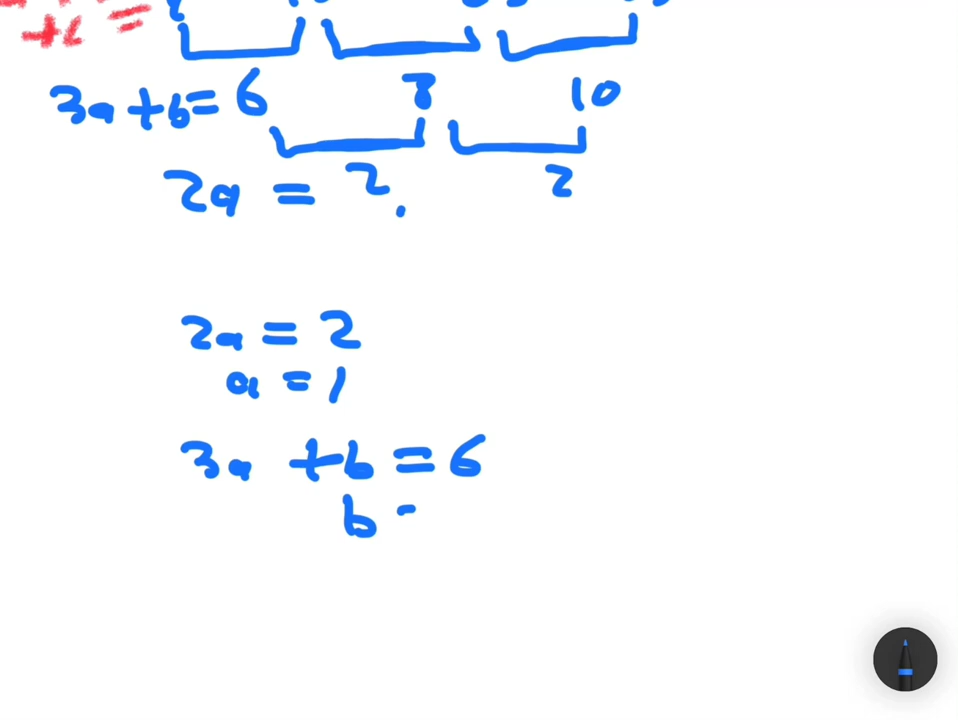 +c =
3a + b = 6 8 10
2a = 2. 2
2a = 2
a = 1
3a + b = 6
b -